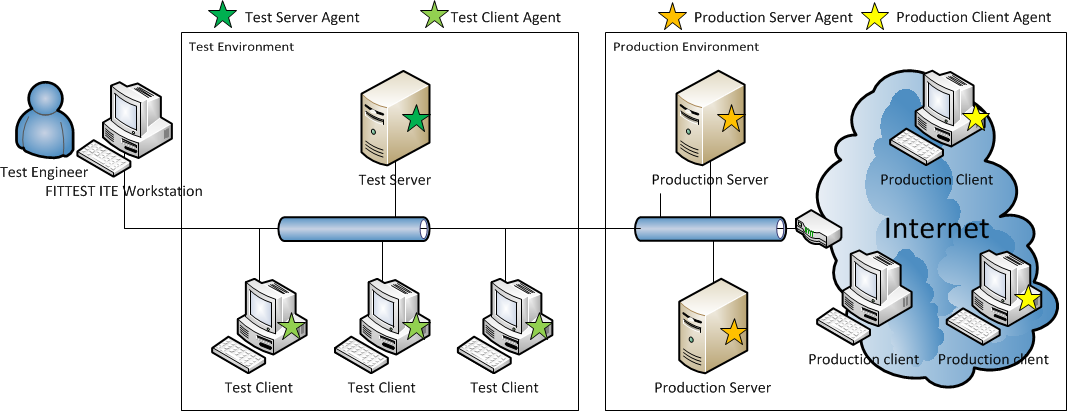 Test Server Agent
Test Client Agent
Production Server Agent
Production Client Agent
Test Environment
Production Environment
Test Engineer
FITTEST ITE Workstation
Test Server
Production Server
Production Client
Internet
Test Client
Test Client
Test Client
Production Server
Production client
Production client